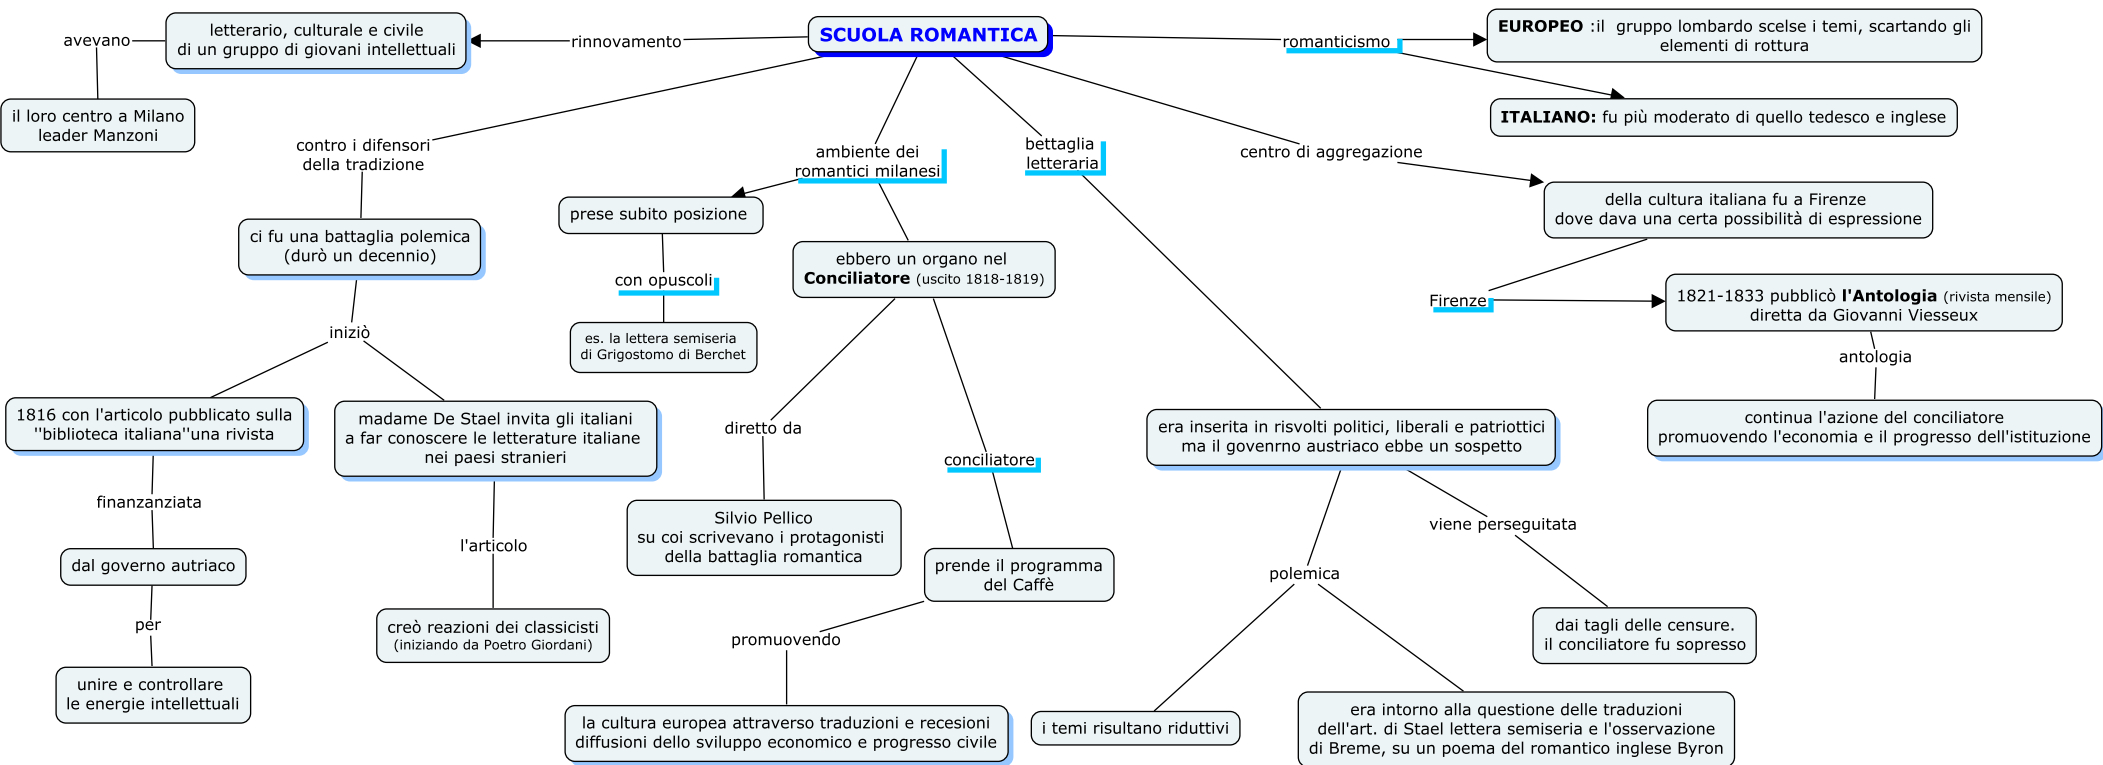 SCUOLA ROMANTICA
rinnovamento
letterario, culturale e civile
di un gruppo di giovani intellettuali
avevano
il loro centro a Milano
leader Manzoni
romanticismo
EUROPEO :il gruppo lombardo scelse i temi, scartando gli
elementi di rottura
ITALIANO: fu più moderato di quello tedesco e inglese
contro i difensori
della tradizione
ci fu una battaglia polemica
(durò un decennio)
iniziò
1816 con l'articolo pubblicato sulla
''biblioteca italiana''una rivista
finanzanziata
dal governo autriaco
per
unire e controllare
le energie intellettuali
madame De Stael invita gli italiani
a far conoscere le letterature italiane
nei paesi stranieri
l'articolo
creò reazioni dei classicisti
(iniziando da Poetro Giordani)
ambiente dei
romantici milanesi
prese subito posizione
con opuscoli
es. la lettera semiseria
di Grigostomo di Berchet
ebbero un organo nel
Conciliatore (uscito 1818-1819)
diretto da
Silvio Pellico
su coi scrivevano i protagonisti
della battaglia romantica
conciliatore
prende il programma
del Caffè
promuovendo
la cultura europea attraverso traduzioni e recesioni
diffusioni dello sviluppo economico e progresso civile
bettaglia
letteraria
era inserita in risvolti politici, liberali e patriottici
ma il govenrno austriaco ebbe un sospetto
polemica
i temi risultano riduttivi
era intorno alla questione delle traduzioni
dell'art. di Stael lettera semiseria e l'osservazione
di Breme, su un poema del romantico inglese Byron
viene perseguitata
dai tagli delle censure.
il conciliatore fu sopresso
centro di aggregazione
della cultura italiana fu a Firenze
dove dava una certa possibilità di espressione
Firenze
1821-1833 pubblicò l'Antologia (rivista mensile)
diretta da Giovanni Viesseux
antologia
continua l'azione del conciliatore
promuovendo l'economia e il progresso dell'istituzione